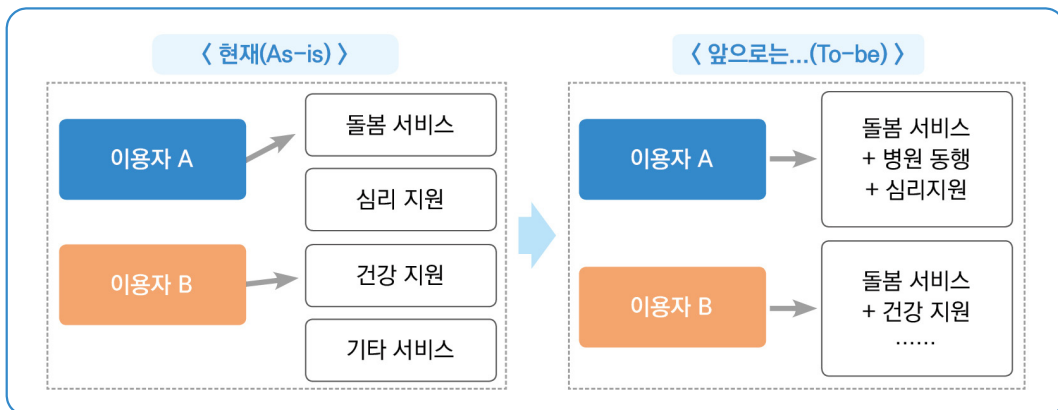 〈 현재(As-is) 〉
이용자 A
돌봄 서비스
심리 지원
이용자 B
건강 지원
기타 서비스
〈 앞으로는...(To-be) 〉
이용자 A
돌봄 서비스
+ 병원 동행
+ 심리지원
이용자 B
돌봄 서비스
+ 건강 지원
······